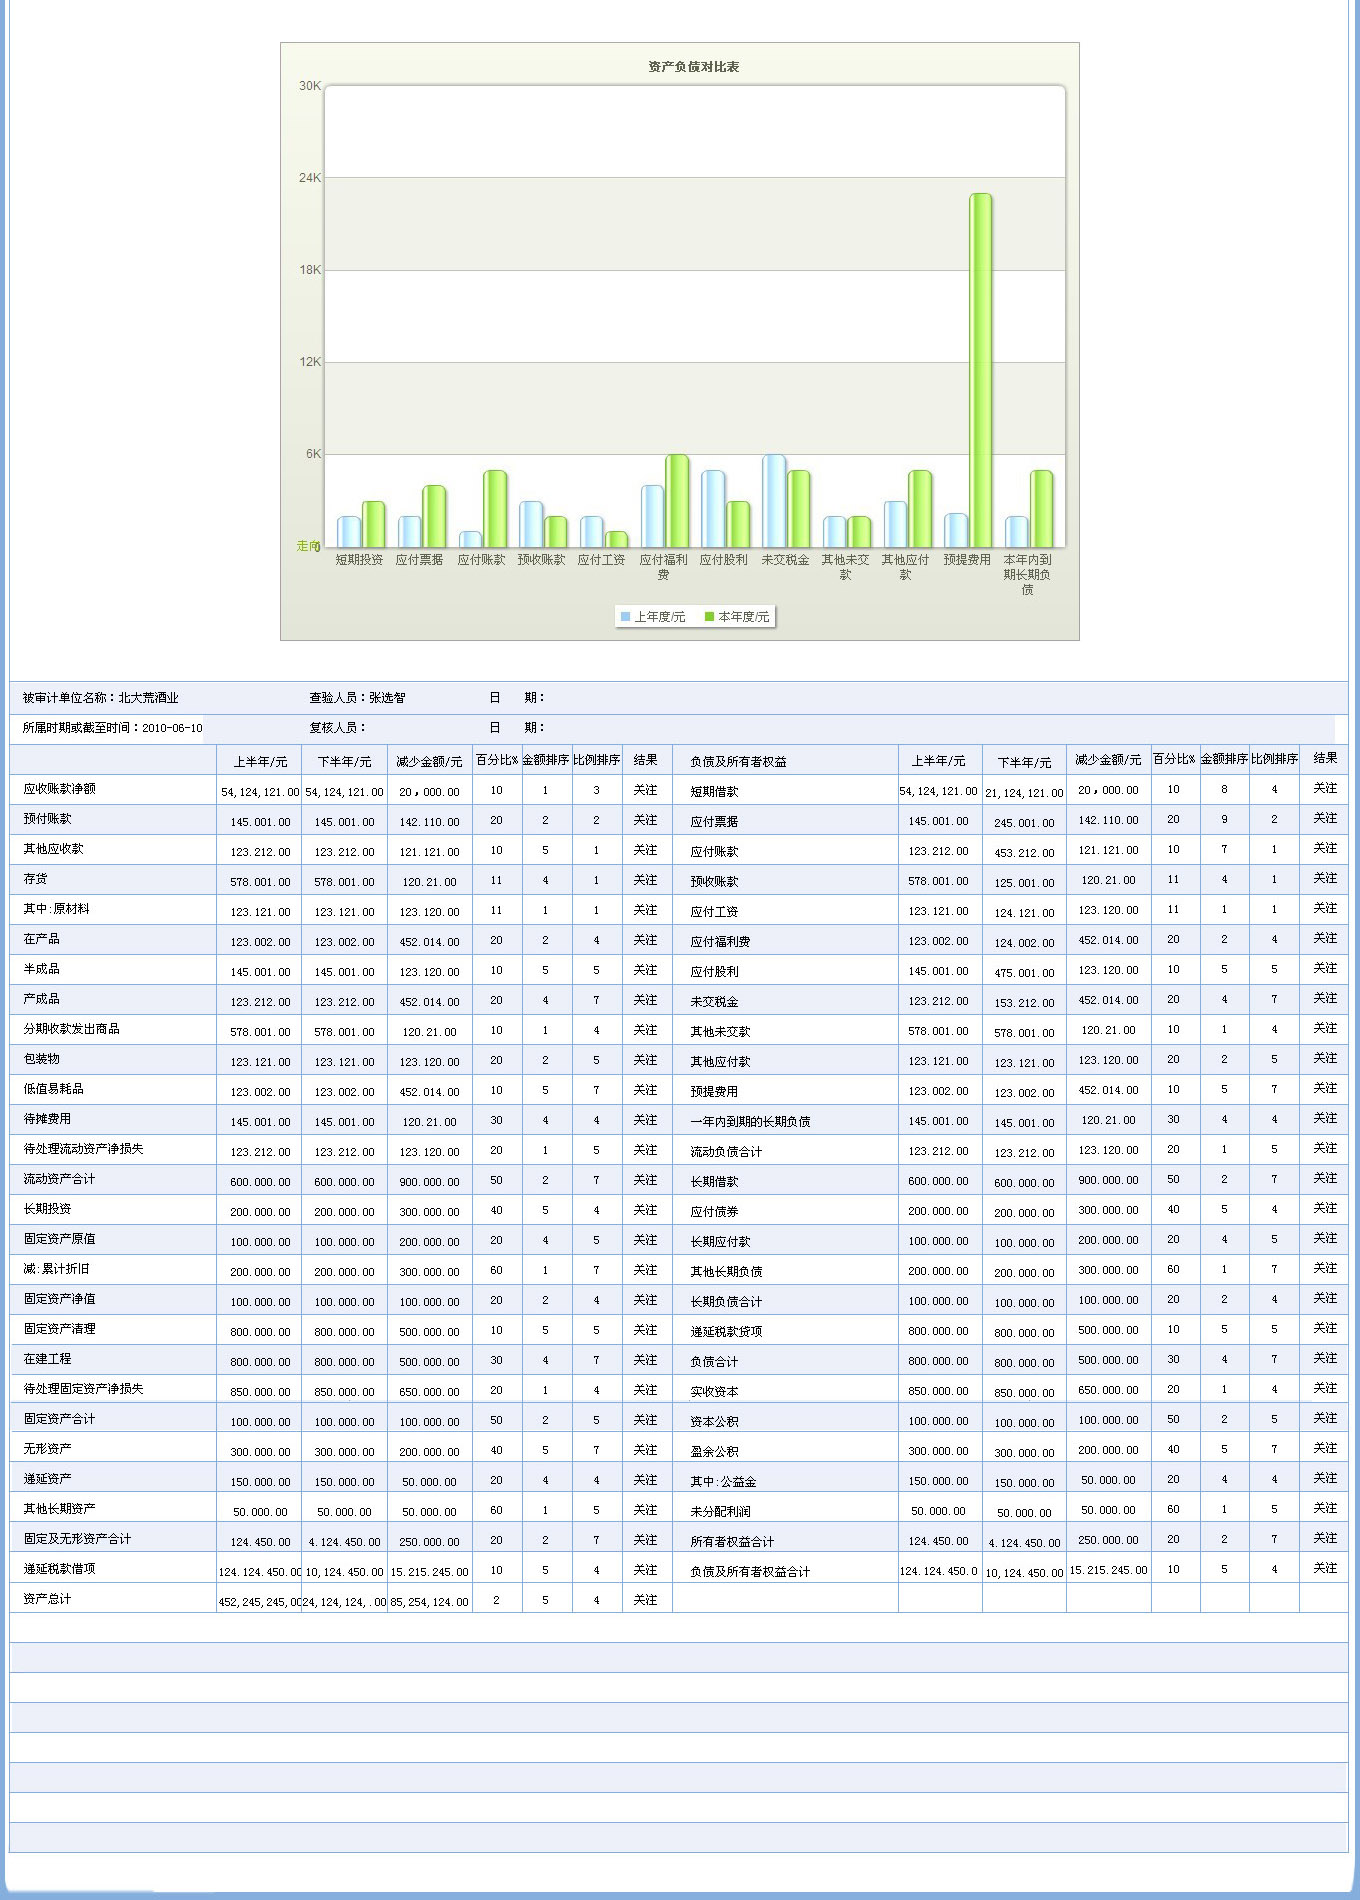 资产负债对比表
30K
24K
18K
12K
6K
0
走向
短期投资 应付票据 应付账款 预收账款 应付工资 应付福利费 应付股利 未交税金 其他未交款 其他应付款 预提费用 本年内到期长期负债
上年度/元 本年度/元
被审计单位名称：北大荒酒业 查验人员：张选智 日 期：
所属时期或截至时间：2010-06-10 复核人员： 日 期：
上半年/元 下半年/元 减少金额/元 百分比% 金额排序 比例排序 结果 负债及所有者权益 上半年/元 下半年/元 减少金额/元 百分比% 金额排序 比例排序 结果
应收账款净额 54,124,121.00 54,124,121.00 20，000.00 10 1 3 关注 短期借款 54,124,121.00 21,124,121.00 20，000.00 10 8 4 关注
预付账款 145.001.00 145.001.00 142.110.00 20 2 2 关注 应付票据 145.001.00 245.001.00 142.110.00 20 9 2 关注
其他应收款 123.212.00 123.212.00 121.121.00 10 5 1 关注 应付账款 123.212.00 453.212.00 121.121.00 10 7 1 关注
存货 578.001.00 578.001.00 120.21.00 11 4 1 关注 预收账款 578.001.00 125.001.00 120.21.00 11 4 1 关注
其中:原材料 123.121.00 123.121.00 123.120.00 11 1 1 关注 应付工资 123.121.00 124.121.00 123.120.00 11 1 1 关注
在产品 123.002.00 123.002.00 452.014.00 20 2 4 关注 应付福利费 123.002.00 124.002.00 452.014.00 20 2 4 关注
半成品 145.001.00 145.001.00 123.120.00 10 5 5 关注 应付股利 145.001.00 475.001.00 123.120.00 10 5 5 关注
产成品 123.212.00 123.212.00 452.014.00 20 4 7 关注 未交税金 123.212.00 153.212.00 452.014.00 20 4 7 关注
分期收款发出商品 578.001.00 578.001.00 120.21.00 10 1 4 关注 其他未交款 578.001.00 578.001.00 120.21.00 10 1 4 关注
包装物 123.121.00 123.121.00 123.120.00 20 2 5 关注 其他应付款 123.121.00 123.121.00 123.120.00 20 2 5 关注
低值易耗品 123.002.00 123.002.00 452.014.00 10 5 7 关注 预提费用 123.002.00 123.002.00 452.014.00 10 5 7 关注
待摊费用 145.001.00 145.001.00 120.21.00 30 4 4 关注 一年内到期的长期负债 145.001.00 145.001.00 120.21.00 30 4 4 关注
待处理流动资产净损失 123.212.00 123.212.00 123.120.00 20 1 5 关注 流动负债合计 123.212.00 123.212.00 123.120.00 20 1 5 关注
流动资产合计 600.000.00 600.000.00 900.000.00 50 2 7 关注 长期借款 600.000.00 600.000.00 900.000.00 50 2 7 关注
长期投资 200.000.00 200.000.00 300.000.00 40 5 4 关注 应付债券 200.000.00 200.000.00 300.000.00 40 5 4 关注
固定资产原值 100.000.00 100.000.00 200.000.00 20 4 5 关注 长期应付款 100.000.00 100.000.00 200.000.00 20 4 5 关注
减:累计折旧 200.000.00 200.000.00 300.000.00 60 1 7 关注 其他长期负债 200.000.00 200.000.00 300.000.00 60 1 7 关注
固定资产净值 100.000.00 100.000.00 100.000.00 20 2 4 关注 长期负债合计 100.000.00 100.000.00 100.000.00 20 2 4 关注
固定资产清理 800.000.00 800.000.00 500.000.00 10 5 5 关注 递延税款贷项 800.000.00 800.000.00 500.000.00 10 5 5 关注
在建工程 800.000.00 800.000.00 500.000.00 30 4 7 关注 负债合计 800.000.00 800.000.00 500.000.00 30 4 7 关注
待处理固定资产净损失 850.000.00 850.000.00 650.000.00 20 1 4 关注 实收资本 850.000.00 850.000.00 650.000.00 20 1 4 关注
固定资产合计 100.000.00 100.000.00 100.000.00 50 2 5 关注 资本公积 100.000.00 100.000.00 100.000.00 50 2 5 关注
无形资产 300.000.00 300.000.00 200.000.00 40 5 7 关注 盈余公积 300.000.00 300.000.00 200.000.00 40 5 7 关注
递延资产 150.000.00 150.000.00 50.000.00 20 4 4 关注 其中:公益金 150.000.00 150.000.00 50.000.00 20 4 4 关注
其他长期资产 50.000.00 50.000.00 50.000.00 60 1 5 关注 未分配利润 50.000.00 50.000.00 50.000.00 60 1 5 关注
固定及无形资产合计 124.450.00 4.124.450.00 250.000.00 20 2 7 关注 所有者权益合计 124.450.00 4.124.450.00 250.000.00 20 2 7 关注
递延税款借项 124.124.450.00 10,124.450.00 15.215.245.00 10 5 4 关注 负债及所有者权益合计 124.124.450.0 10,124.450.00 15.215.245.00 10 5 4 关注
资产总计 452,245,245,00 24,124,124,.00 85,254,124.00 2 5 4 关注